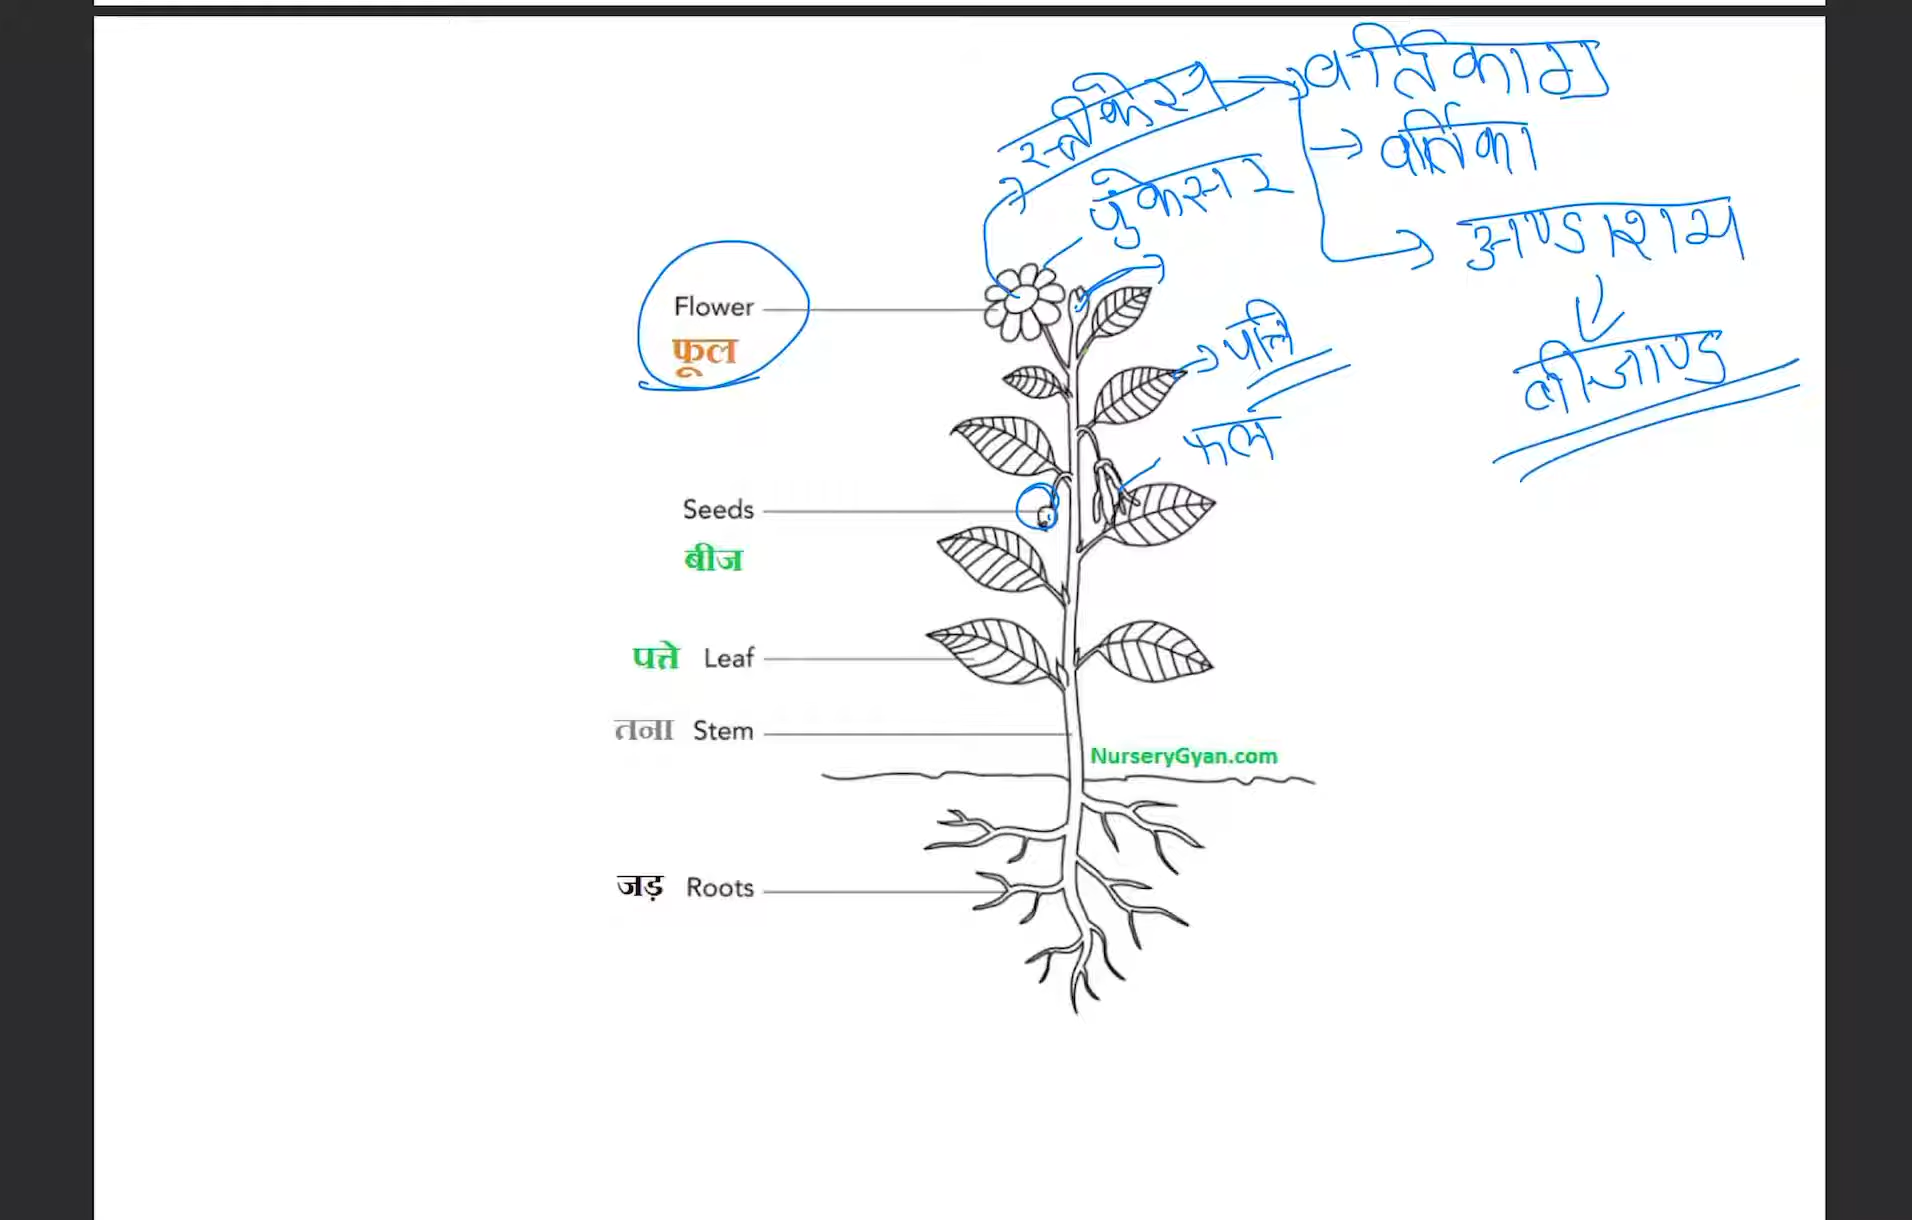 स्त्रीकेसर
वर्तिकाग्र
वर्तिका
पुंकेसर
अण्डाशय
बीजाण्ड
Flower
फूल
पत्ति
फल
Seeds
बीज
पत्ते Leaf
तना Stem
NurseryGyan.com
जड़ Roots